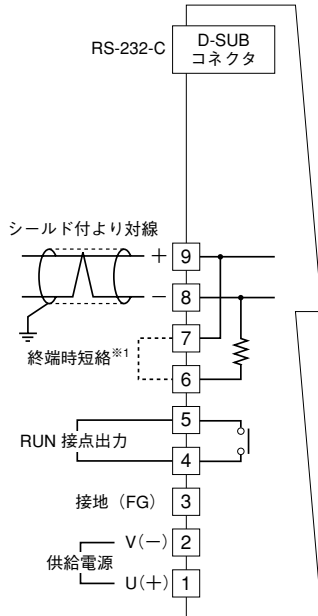 RS-232-C
D-SUB
コネクタ
シールド付より対線
+ 9
− 8
7
終端時短絡※1
6
5
RUN 接点出力
4
接地（FG） 3
V(−) 2
供給電源
U(+) 1